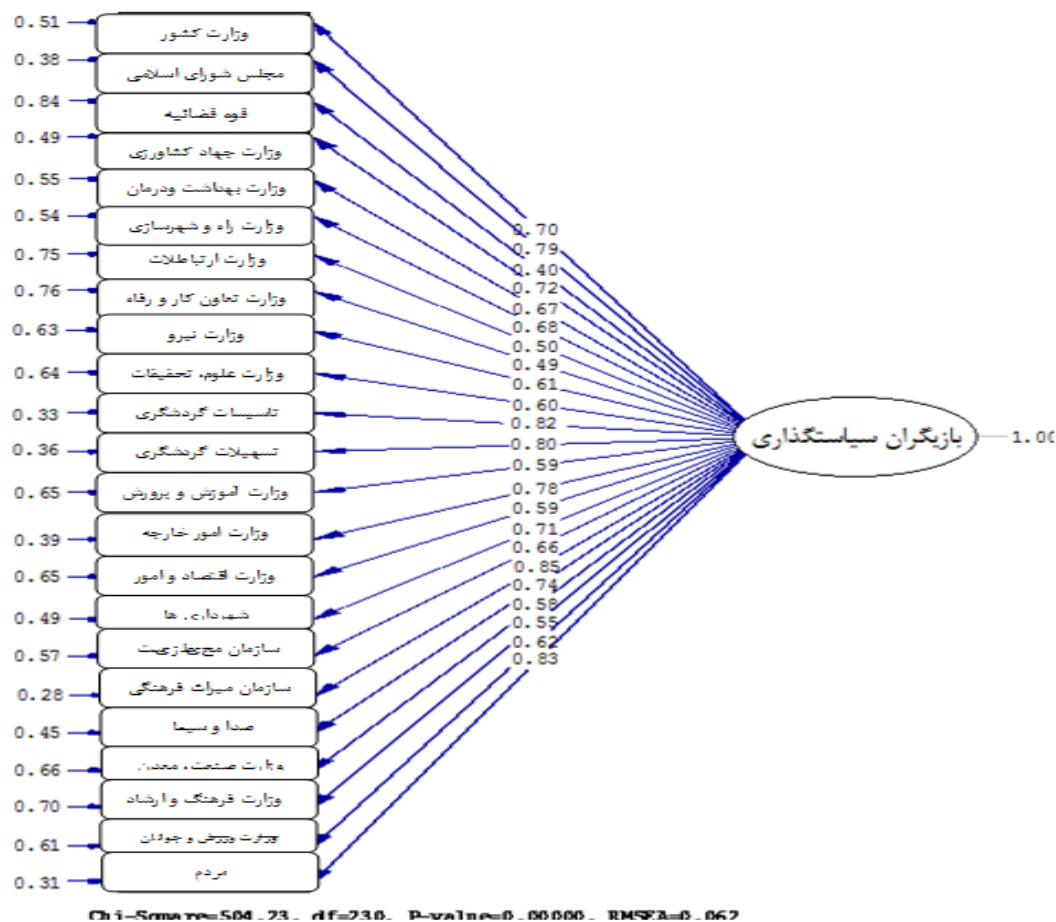 0.51 وزارت کشور
0.38 مجلس شورای اسلامی
0.84 قوه قضائیه
0.49 وزارت جهاد کشاورزی
0.55 وزارت بهداشت ودرمان
0.54 وزارت راه و شهرسازی
0.75 وزارت ارتباطلات
0.76 وزارت تعاون کار و رفاه
0.63 وزارت نیرو
0.64 وزارت علوم، تحقیقات
0.33 تاسیسات گردشگری
0.36 تسهیلات گردشگری
0.65 وزارت آموزش و پرورش
0.39 وزارت امور خارجه
0.65 وزارت اقتصاد و امور
0.49 شهرداری ها
0.57 سازمان
0.28 سازمان میراث فرهنگی
0.45 صدا و سیما
0.66 وزارت صنعت، معدن
0.70 وزارت فرهنگ و ارشاد
0.61 وزارت ورزش و جوانان
0.31 مردم
0.70
0.79
0.40
0.72
0.67
0.68
0.50
0.49
0.61
0.60
0.82
0.80
0.59
0.78
0.59
0.71
0.66
0.85
0.74
0.58
0.55
0.62
0.83
بازیگران سیاستگذاری
1.00
Chi-Square=504.23, df=230, P-value=0.00000, RMSEA=0.062